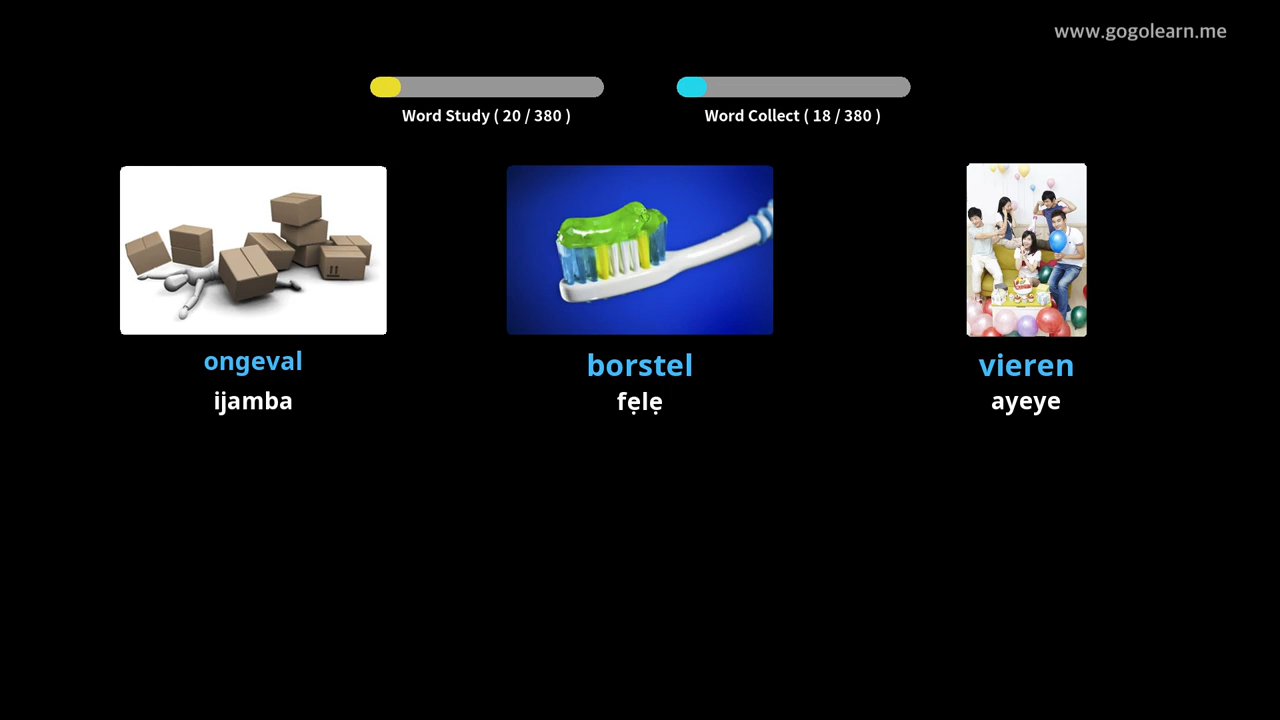 www.gogolearn.me
Word Study ( 20 / 380 )
Word Collect ( 18 / 380 )
ongeval
borstel
vieren
ijamba
fẹlẹ
ayeye